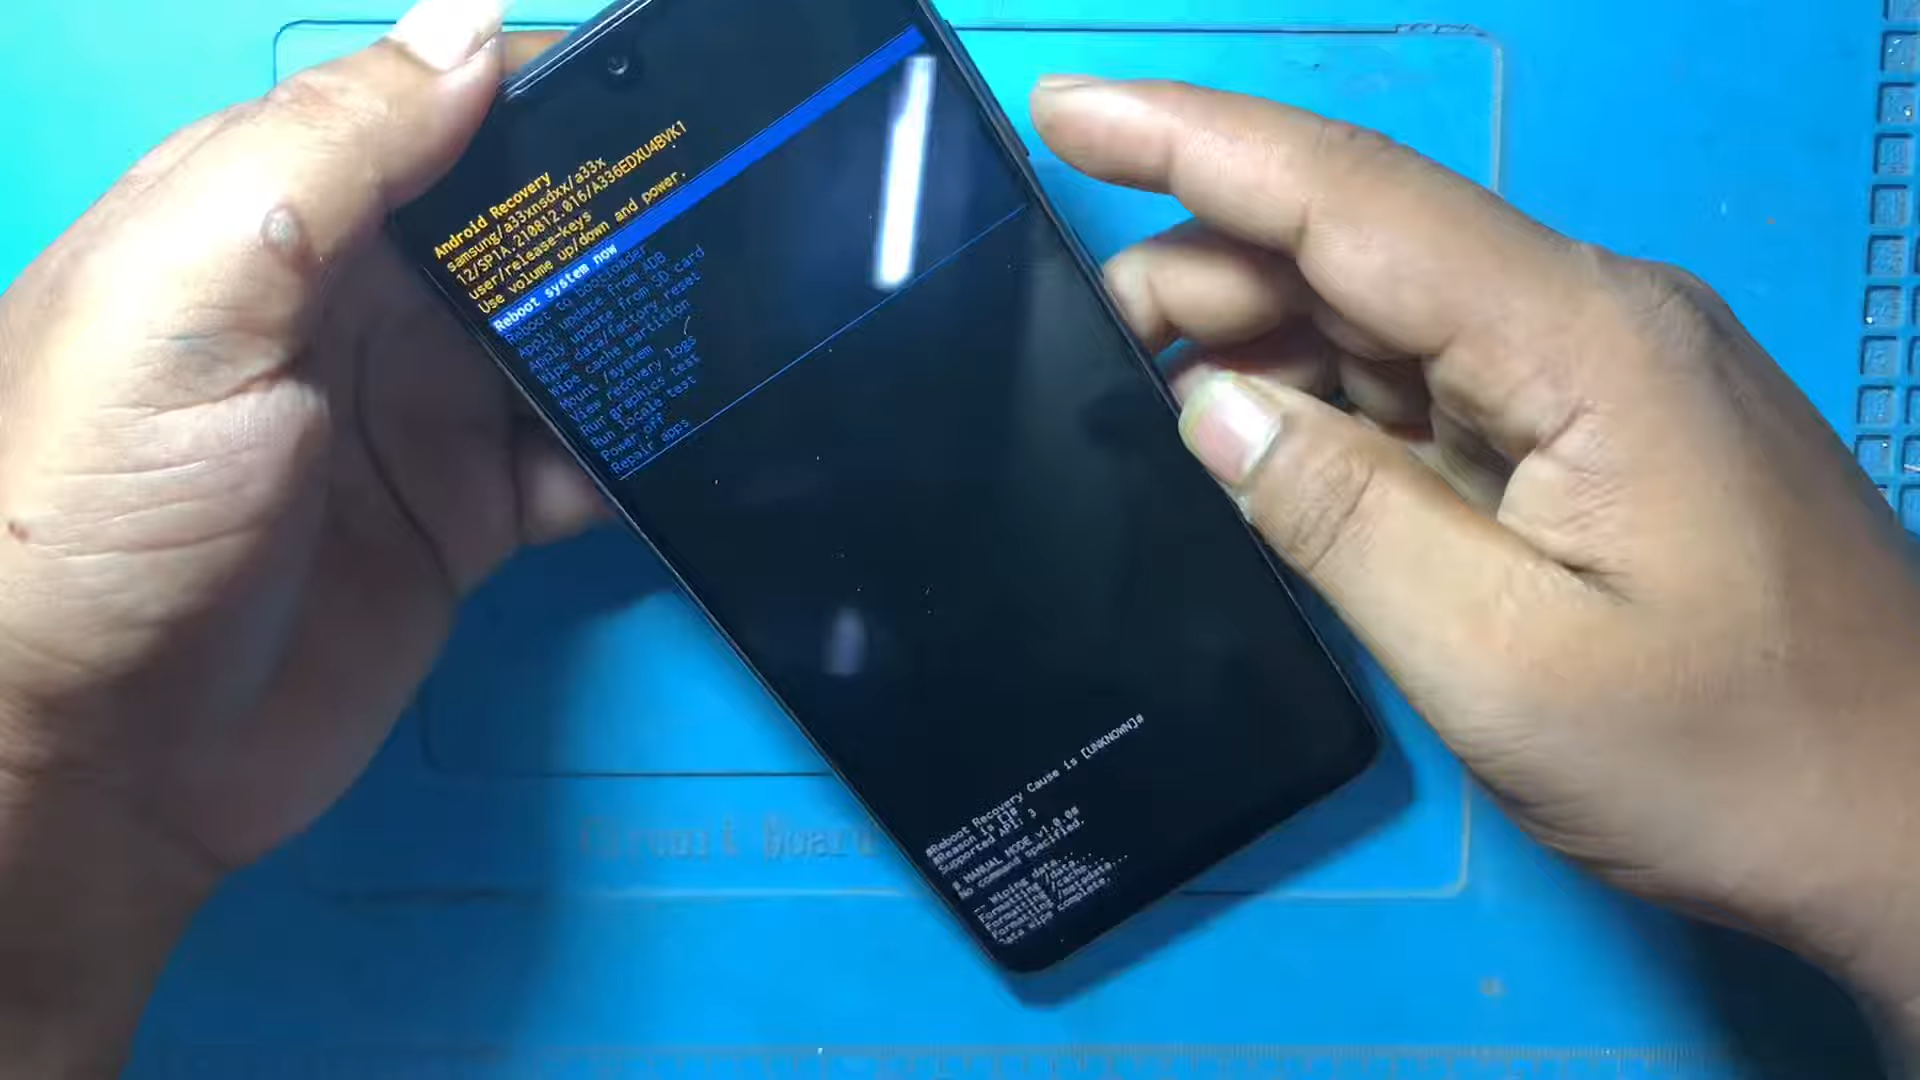 Android Recovery
samsung/a33xnsdxx/a33x
12/SP1A.210812.016/A336EDXU4BVK1
user/release-keys
Use volume up/down and power.
Reboot system now
Reboot to bootloader
Apply update from ADB
Apply update from SD card
Wipe data/factory reset
Wipe cache partition
Mount /system
View recovery logs
Run graphics test
Run locale test
Power off
Repair apps
#Reboot Recovery Cause is [UNKNOWN]#
#Reason is []#
Supported API: 3
# MANUAL MODE v1.0.0#
No command specified.
-- Wiping data...
Formatting /data...
Formatting /cache...
Formatting /metadata...
Data wipe complete.
Circuit Board